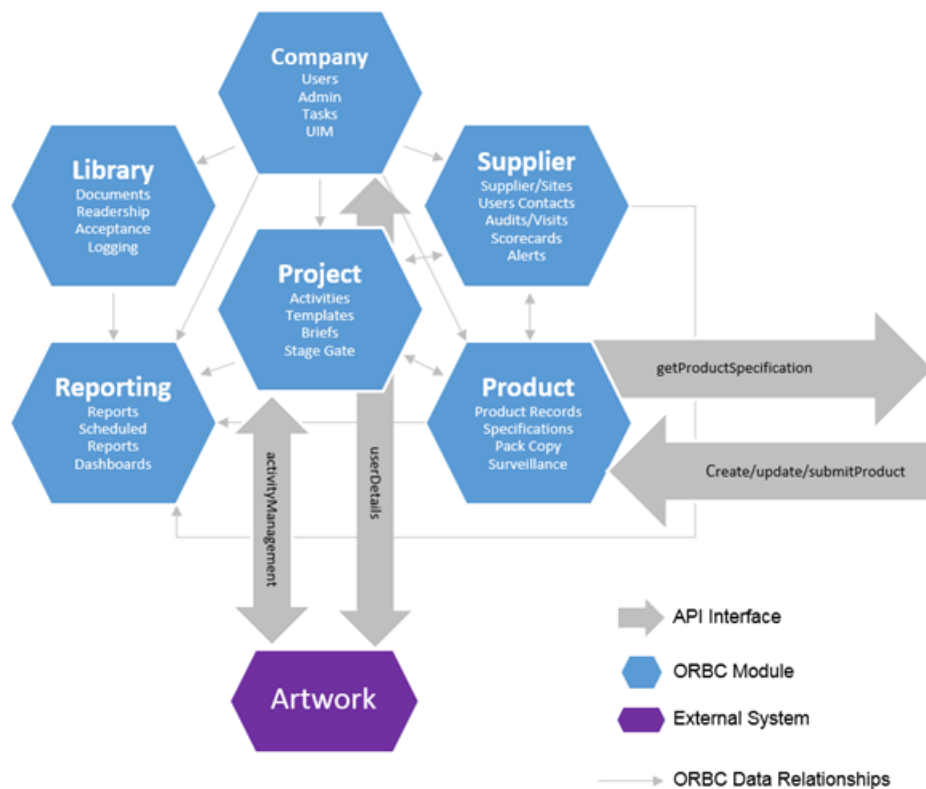 Company
Users
Admin
Tasks
UIM
Library
Documents
Readership
Acceptance
Logging
Supplier
Supplier/Sites
Users Contacts
Audits/Visits
Scorecards
Alerts
Project
Activities
Templates
Briefs
Stage Gate
Reporting
Reports
Scheduled
Reports
Dashboards
Product
Product Records
Specifications
Pack Copy
Surveillance
getProductSpecification
Create/update/submitProduct
activityManagement
userDetails
Artwork
API Interface
ORBC Module
External System
ORBC Data Relationships